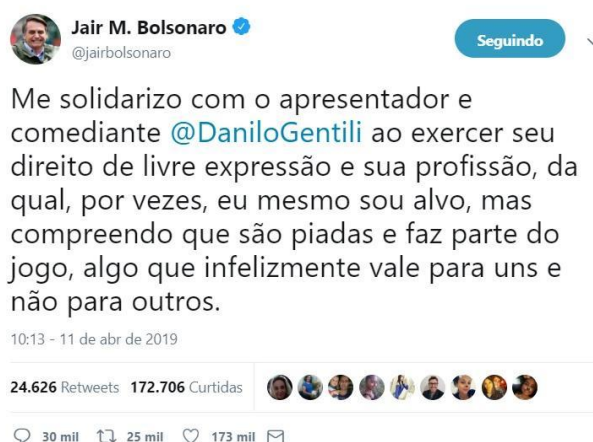 Jair M. Bolsonaro
@jairbolsonaro
Seguindo
Me solidarizo com o apresentador e
comediante @DaniloGentili ao exercer seu
direito de livre expressão e sua profissão, da
qual, por vezes, eu mesmo sou alvo, mas
compreendo que são piadas e faz parte do
jogo, algo que infelizmente vale para uns e
não para outros.
10:13 - 11 de abr de 2019
24.626 Retweets 172.706 Curtidas
30 mil 25 mil 173 mil